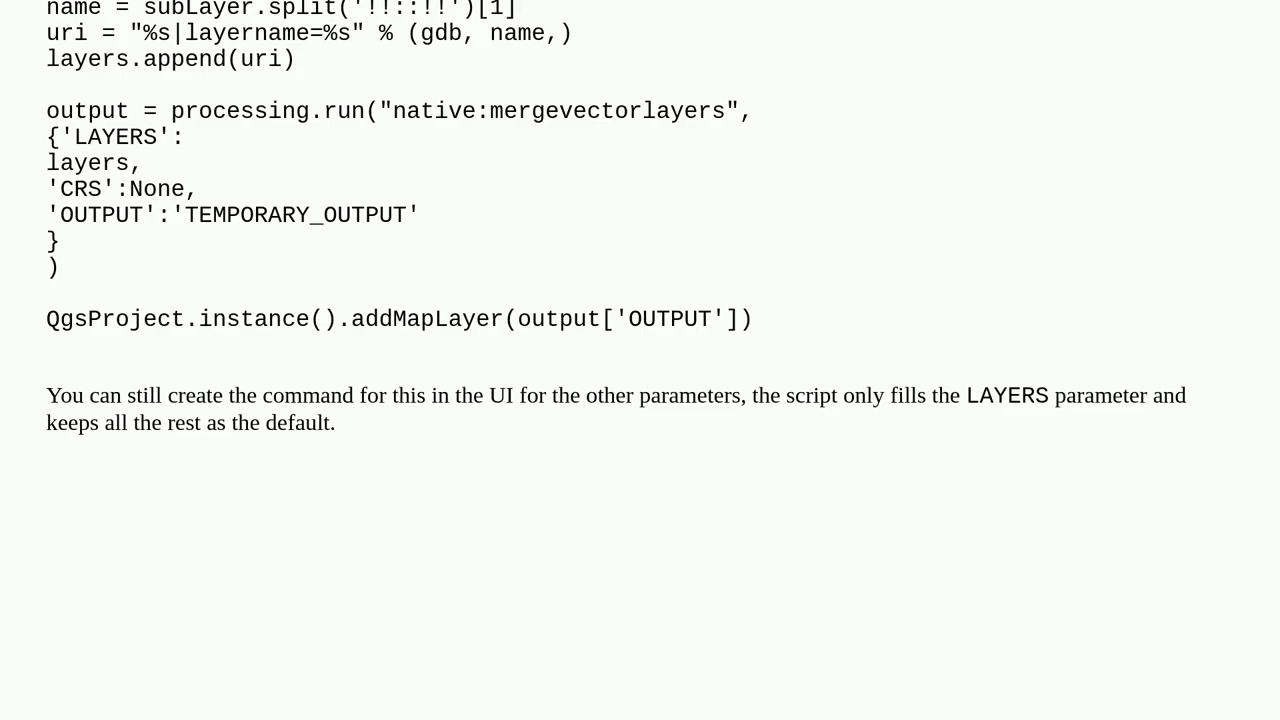 name = subLayer.split('!!::!!')[1]
uri = "%s|layername=%s" % (gdb, name,)
layers.append(uri)
output = processing.run("native:mergevectorlayers",
{'LAYERS':
layers,
'CRS':None,
'OUTPUT':'TEMPORARY_OUTPUT'
}
)
QgsProject.instance().addMapLayer(output['OUTPUT'])
You can still create the command for this in the UI for the other parameters, the script only fills the LAYERS parameter and
keeps all the rest as the default.